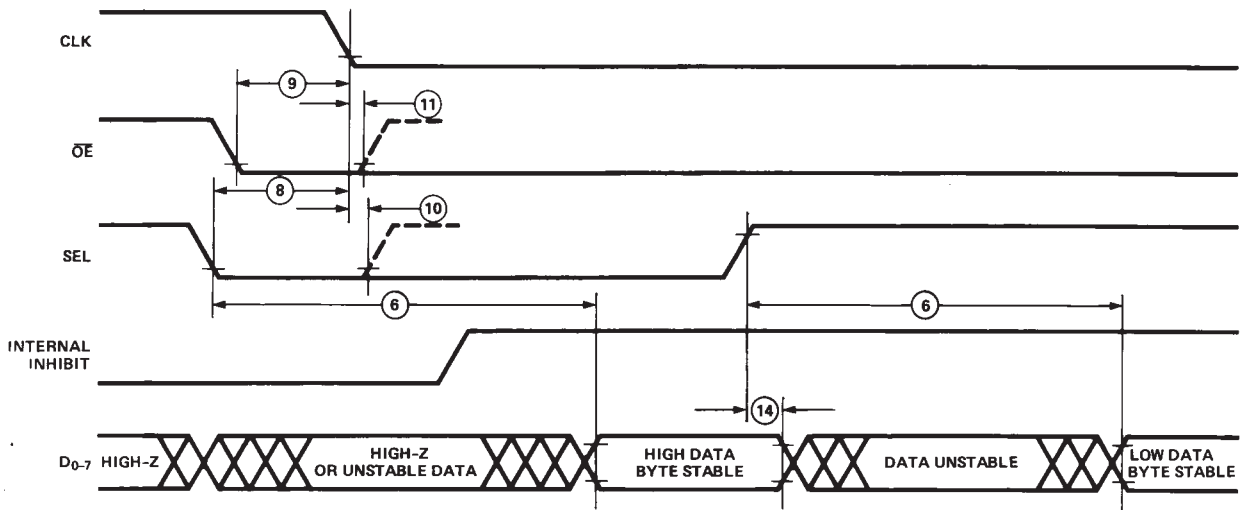 CLK
9
11
OE
8
10
SEL
6
6
INTERNAL
INHIBIT
14
D0–7
HIGH–Z
HIGH–Z
OR UNSTABLE DATA
HIGH DATA
BYTE STABLE
DATA UNSTABLE
LOW DATA
BYTE STABLE